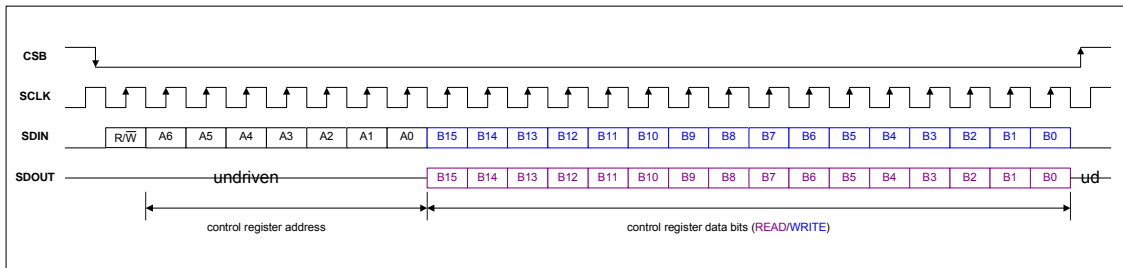 CSB
SCLK
SDIN R/W̅ A6 A5 A4 A3 A2 A1 A0 B15 B14 B13 B12 B11 B10 B9 B8 B7 B6 B5 B4 B3 B2 B1 B0
SDOUT undriven B15 B14 B13 B12 B11 B10 B9 B8 B7 B6 B5 B4 B3 B2 B1 B0 ud
control register address control register data bits (READ/WRITE)